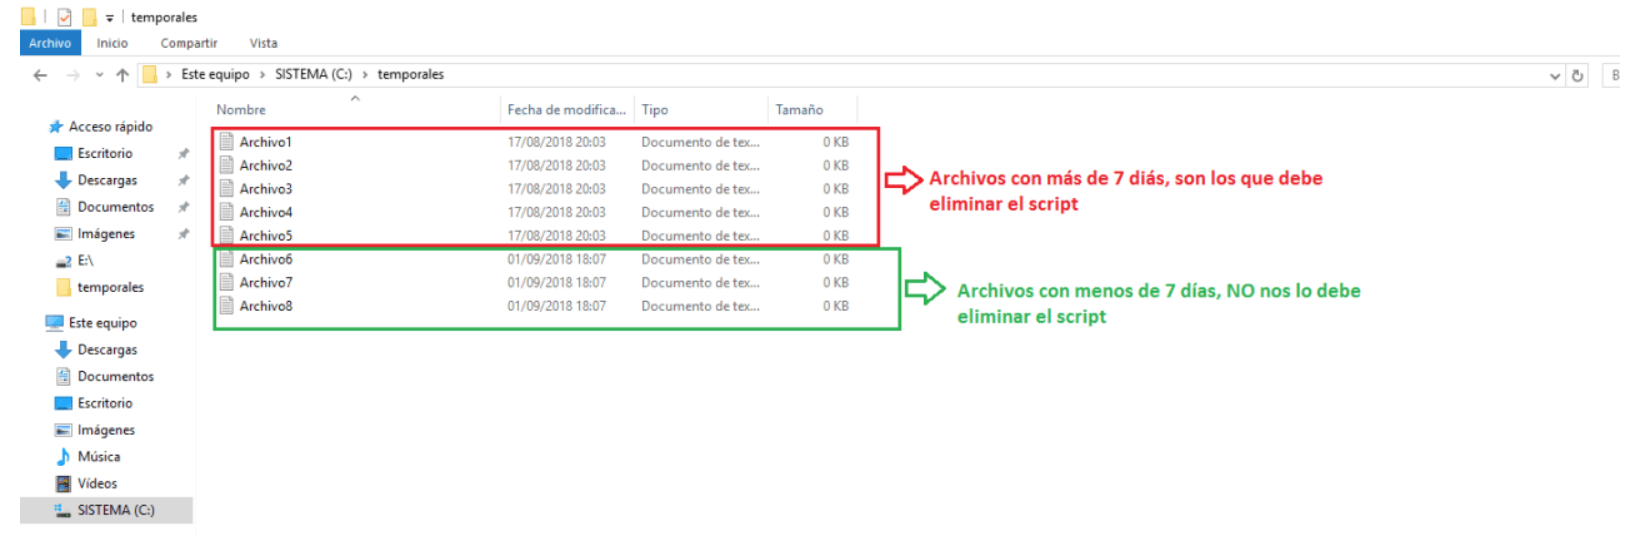 temporales
Archivo Inicio Compartir Vista
Este equipo > SISTEMA (C:) > temporales B
Nombre Fecha de modifica... Tipo Tamaño
Acceso rápido
Escritorio
Descargas
Documentos
Imágenes
E:\
temporales
Este equipo
Descargas
Documentos
Escritorio
Imágenes
Música
Vídeos
SISTEMA (C:)
Archivo1 17/08/2018 20:03 Documento de tex... 0 KB
Archivo2 17/08/2018 20:03 Documento de tex... 0 KB
Archivo3 17/08/2018 20:03 Documento de tex... 0 KB
Archivo4 17/08/2018 20:03 Documento de tex... 0 KB
Archivo5 17/08/2018 20:03 Documento de tex... 0 KB
Archivo6 01/09/2018 18:07 Documento de tex... 0 KB
Archivo7 01/09/2018 18:07 Documento de tex... 0 KB
Archivo8 01/09/2018 18:07 Documento de tex... 0 KB
Archivos con más de 7 diás, son los que debe
eliminar el script
Archivos con menos de 7 días, NO nos lo debe
eliminar el script